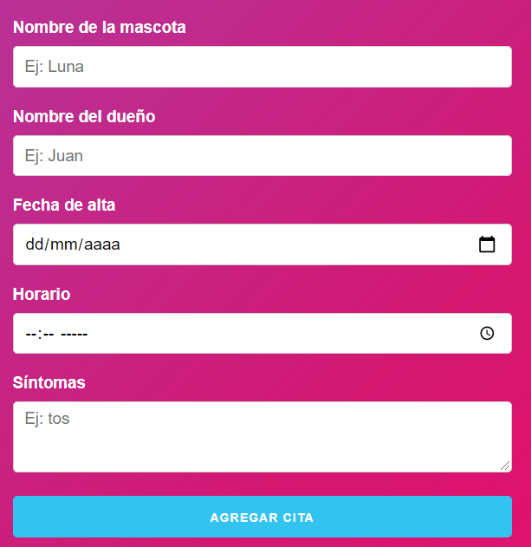 Nombre de la mascota
Ej: Luna
Nombre del dueño
Ej: Juan
Fecha de alta
dd/mm/aaaa
Horario
--:-- -----
Síntomas
Ej: tos
AGREGAR CITA